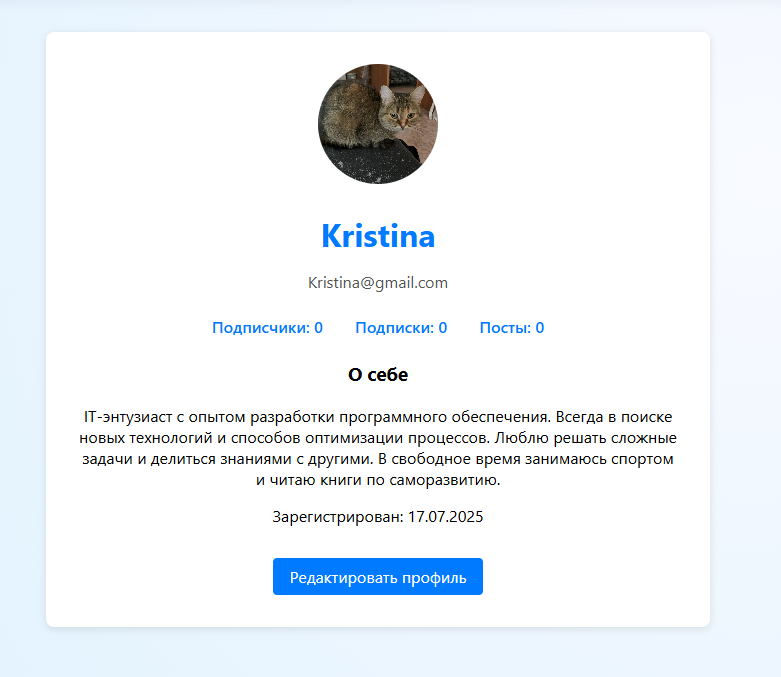 Kristina
Kristina@gmail.com
Подписчики: 0 Подписки: 0 Посты: 0
О себе
IT-энтузиаст с опытом разработки программного обеспечения. Всегда в поиске
новых технологий и способов оптимизации процессов. Люблю решать сложные
задачи и делиться знаниями с другими. В свободное время занимаюсь спортом
и читаю книги по саморазвитию.
Зарегистрирован: 17.07.2025
Редактировать профиль